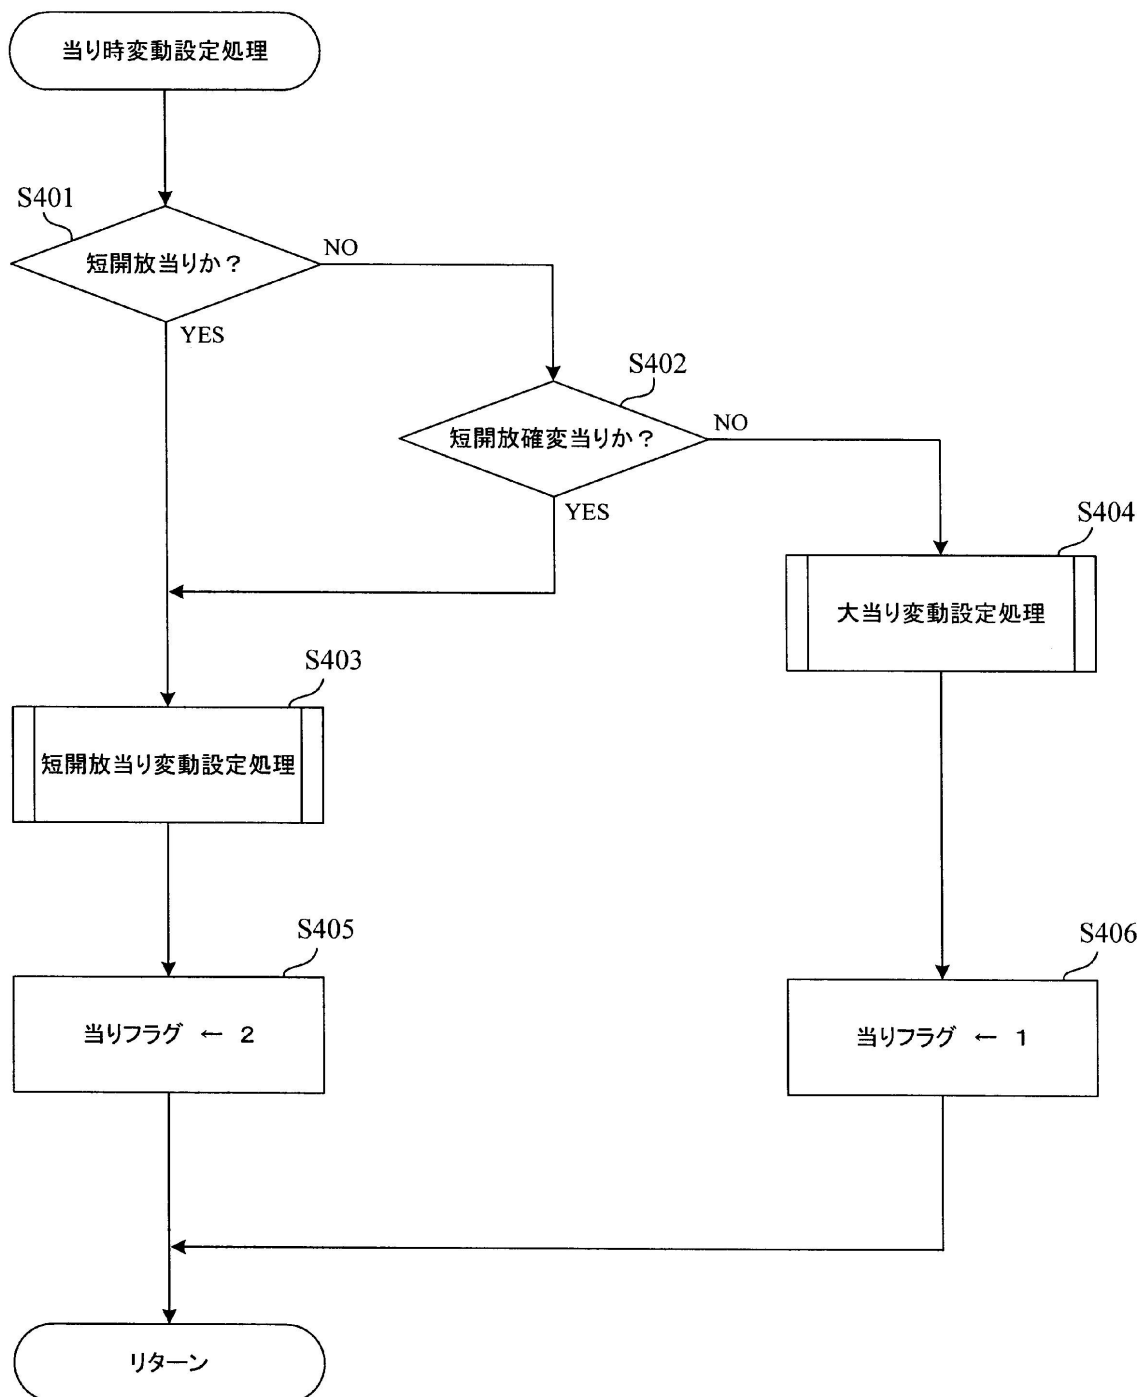 当り時変動設定処理
S401
短開放当りか？
NO
YES
S402
短開放確変当りか？
NO
YES
S404
大当り変動設定処理
S403
短開放当り変動設定処理
S405
当りフラグ ← 2
S406
当りフラグ ← 1
リターン